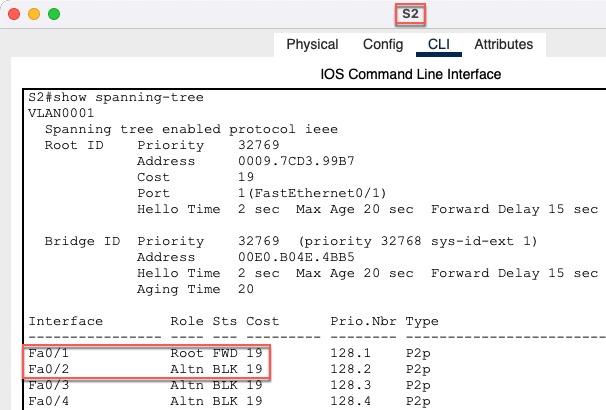 S2
Physical Config CLI Attributes
IOS Command Line Interface
S2#show spanning-tree
VLAN0001
Spanning tree enabled protocol ieee
Root ID Priority 32769
Address 0009.7CD3.99B7
Cost 19
Port 1(FastEthernet0/1)
Hello Time 2 sec Max Age 20 sec Forward Delay 15 sec
Bridge ID Priority 32769 (priority 32768 sys-id-ext 1)
Address 00E0.B04E.4BB5
Hello Time 2 sec Max Age 20 sec Forward Delay 15 sec
Aging Time 20
Interface Role Sts Cost Prio.Nbr Type
---------------- ---- --- --------- -------- --------------------------
Fa0/1 Root FWD 19 128.1 P2p
Fa0/2 Altn BLK 19 128.2 P2p
Fa0/3 Altn BLK 19 128.3 P2p
Fa0/4 Altn BLK 19 128.4 P2p